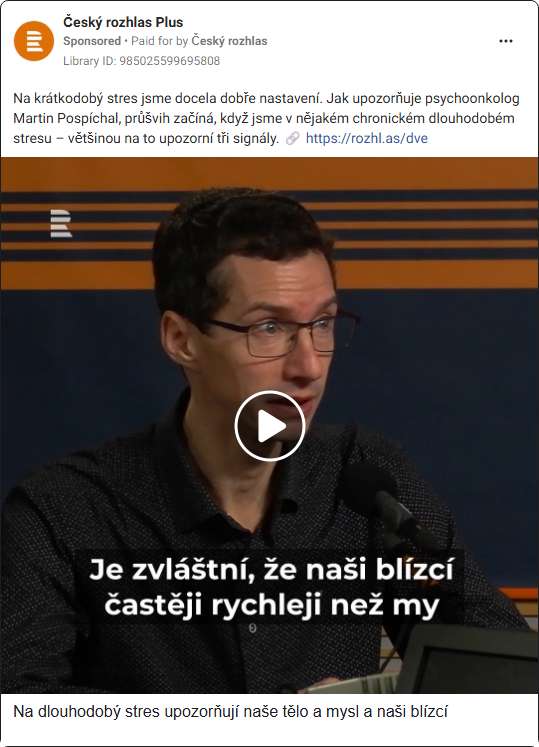 Český rozhlas Plus
Sponsored • Paid for by Český rozhlas
Library ID: 985025599695808
Na krátkodobý stres jsme docela dobře nastavení. Jak upozorňuje psychoonkolog
Martin Pospíchal, průšvih začíná, když jsme v nějakém chronickém dlouhodobém
stresu – většinou na to upozorní tři signály. 🔗 https://rozhl.as/dve
Je zvláštní, že naši blízcí
častěji rychleji než my
Na dlouhodobý stres upozorňují naše tělo a mysl a naši blízcí